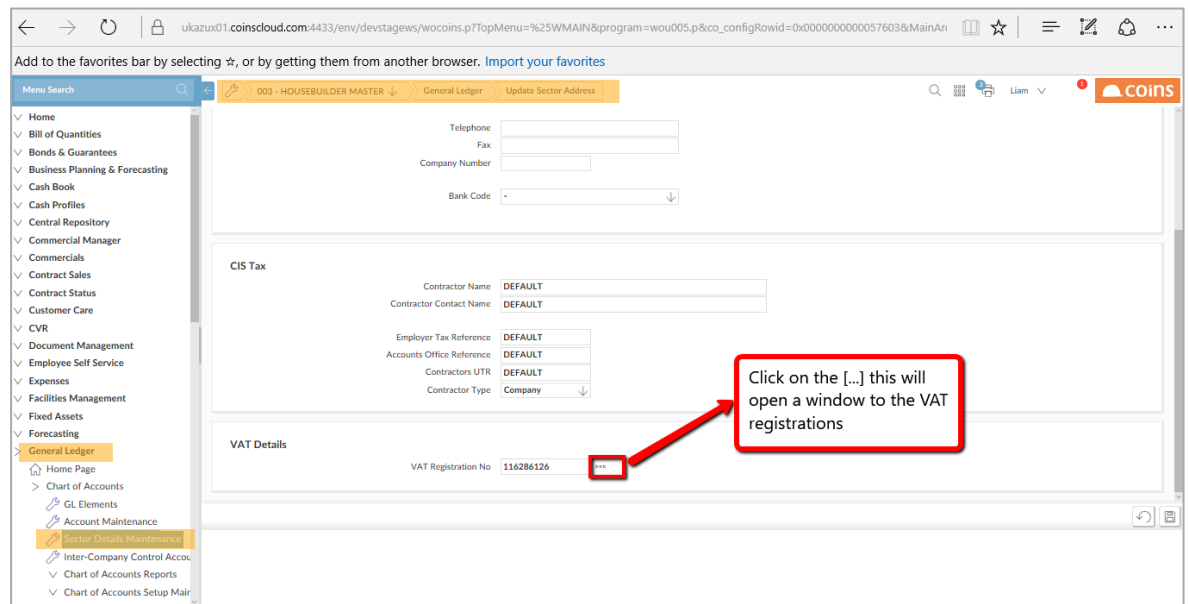 ukazux01.coinscloud.com:4433/env/devstagews/wocoins.p?TopMenu=%25WMAIN&program=wou005.p&co_configRowid=0x0000000000057603&MainAre
Add to the favorites bar by selecting ☆, or by getting them from another browser. Import your favorites
Menu Search
003 - HOUSEBUILDER MASTER
General Ledger
Update Sector Address
3
Liam
1
coins
Home
Bill of Quantities
Bonds & Guarantees
Business Planning & Forecasting
Cash Book
Cash Profiles
Central Repository
Commercial Manager
Commercials
Contract Sales
Contract Status
Customer Care
CVR
Document Management
Employee Self Service
Expenses
Facilities Management
Fixed Assets
Forecasting
General Ledger
Home Page
Chart of Accounts
GL Elements
Account Maintenance
Sector Details Maintenance
Inter-Company Control Accou
Chart of Accounts Reports
Chart of Accounts Setup Mair
Telephone
Fax
Company Number
Bank Code -
CIS Tax
Contractor Name DEFAULT
Contractor Contact Name DEFAULT
Employer Tax Reference DEFAULT
Accounts Office Reference DEFAULT
Contractors UTR DEFAULT
Contractor Type Company
VAT Details
VAT Registration No 116286126
Click on the [...] this will
open a window to the VAT
registrations